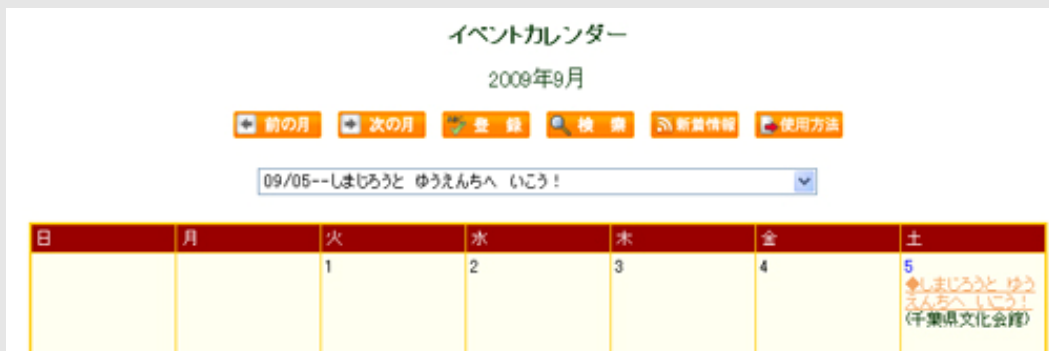 イベントカレンダー
2009年9月
前の月 次の月 登 録 検 索 新着情報 使用方法
09/05--しまじろうと ゆうえんちへ いこう！
日 月 火 水 木 金 土
1 2 3 4 5
◆しまじろうと ゆう
えんちへ いこう！
(千葉県文化会館)